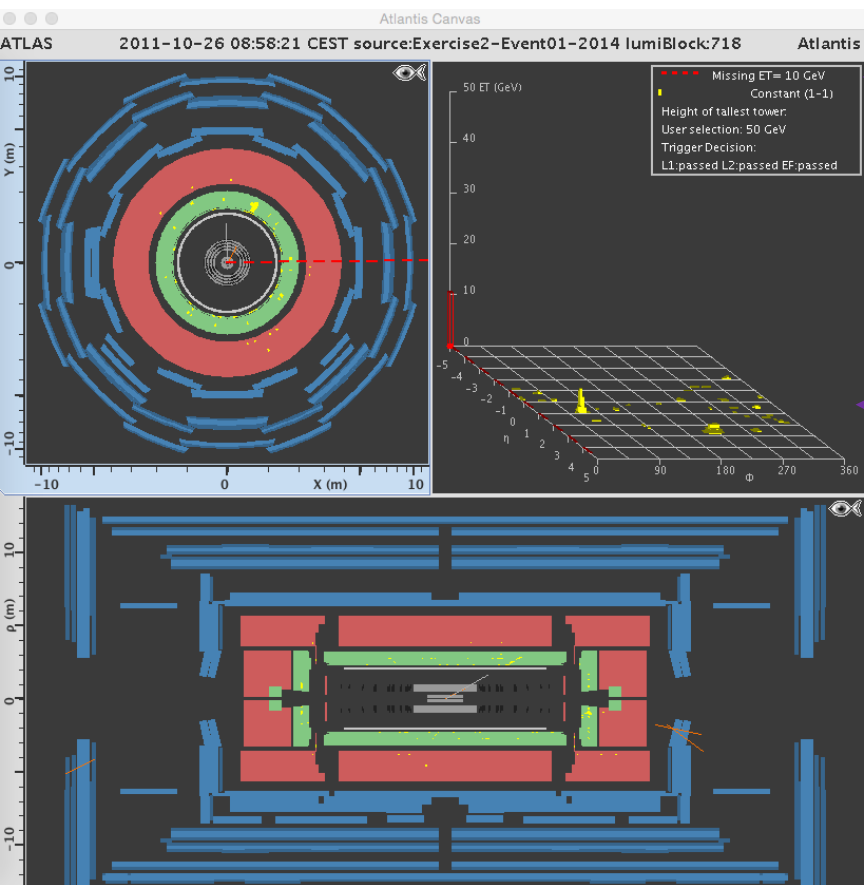 Atlantis Canvas
ATLAS 2011-10-26 08:58:21 CEST source:Exercise2-Event01-2014 lumiBlock:718 Atlantis
10
Y (m)
0
-10
-10 0 X (m) 10
50 ET (GeV)
40
30
20
10
0
Missing ET= 10 GeV
Constant (1-1)
Height of tallest tower:
User selection: 50 GeV
Trigger Decision:
L1:passed L2:passed EF:passed
-5
-4
-3
-2
-1
0
η 1
2
3
4
5
0 90 180 Φ 270 360
10
ρ (m)
0
-10